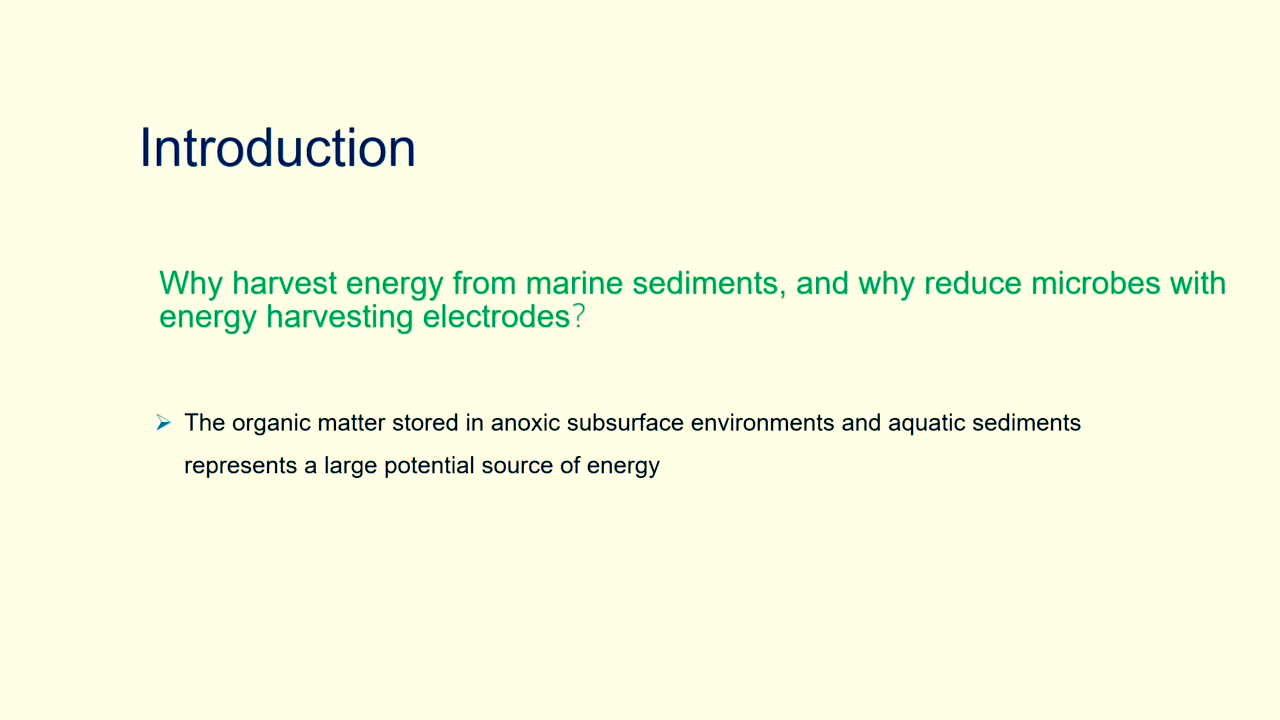 Introduction
Why harvest energy from marine sediments, and why reduce microbes with
energy harvesting electrodes？
➢ The organic matter stored in anoxic subsurface environments and aquatic sediments
represents a large potential source of energy